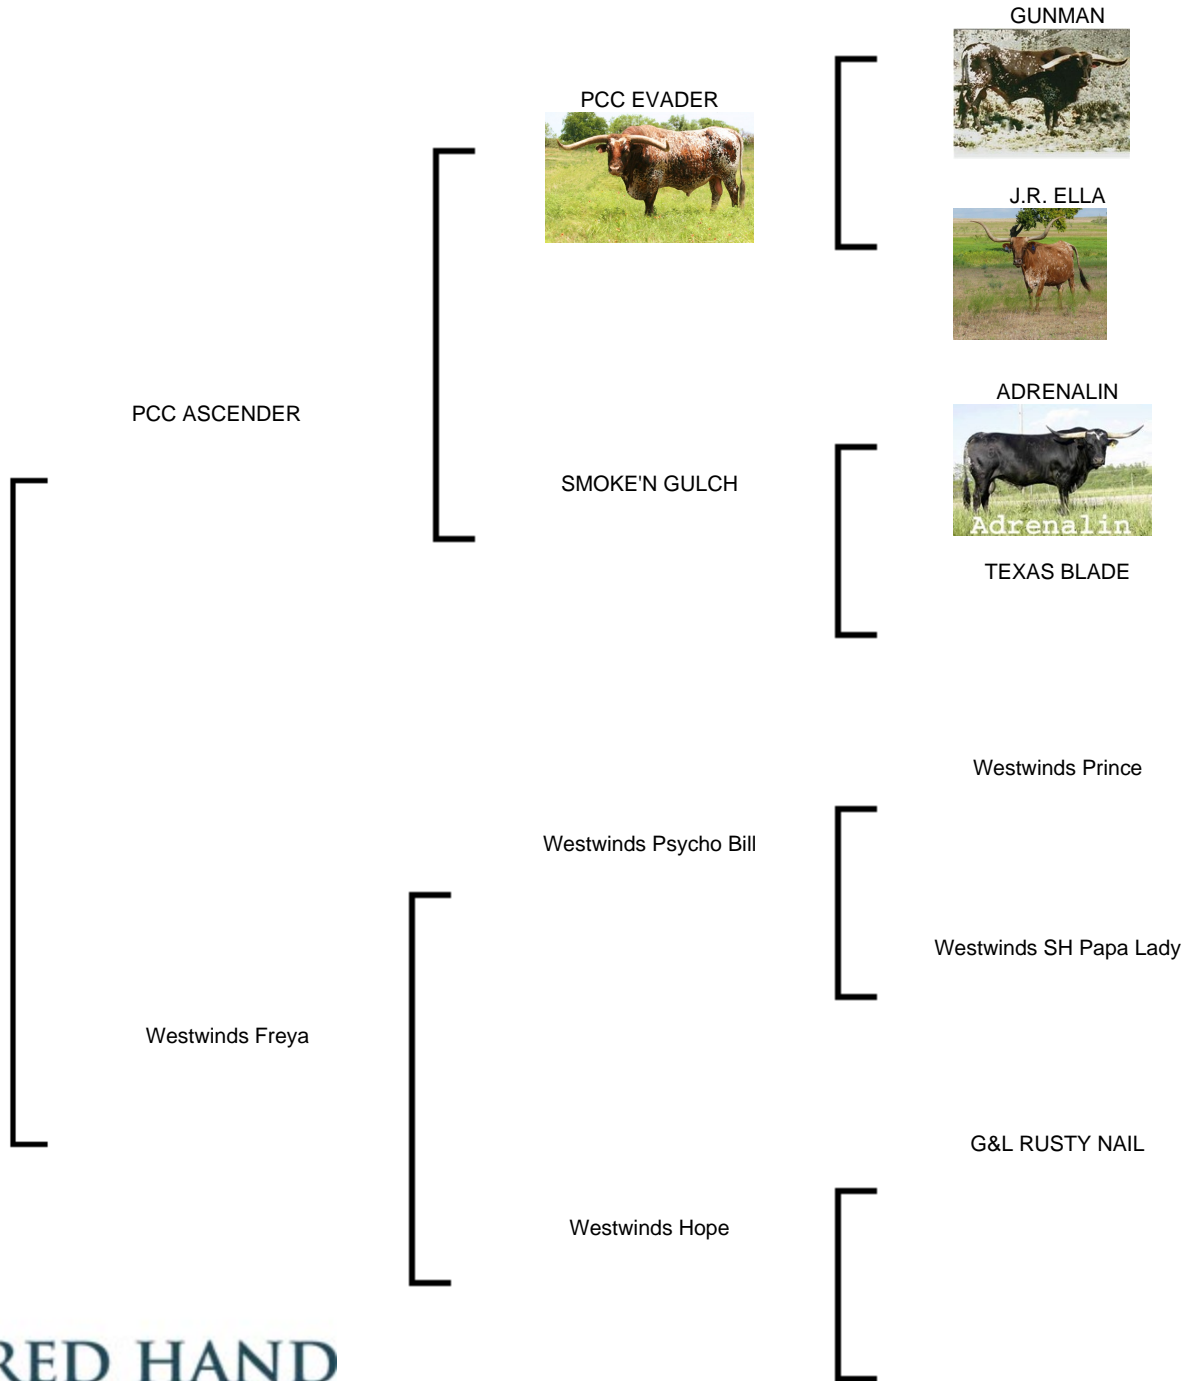 GUNMAN
PCC EVADER
J.R. ELLA
ADRENALIN
PCC ASCENDER
SMOKE'N GULCH
Adrenalin
TEXAS BLADE
Westwinds Prince
Westwinds Psycho Bill
Westwinds SH Papa Lady
Westwinds Freya
G&L RUSTY NAIL
Westwinds Hope
RED HAND